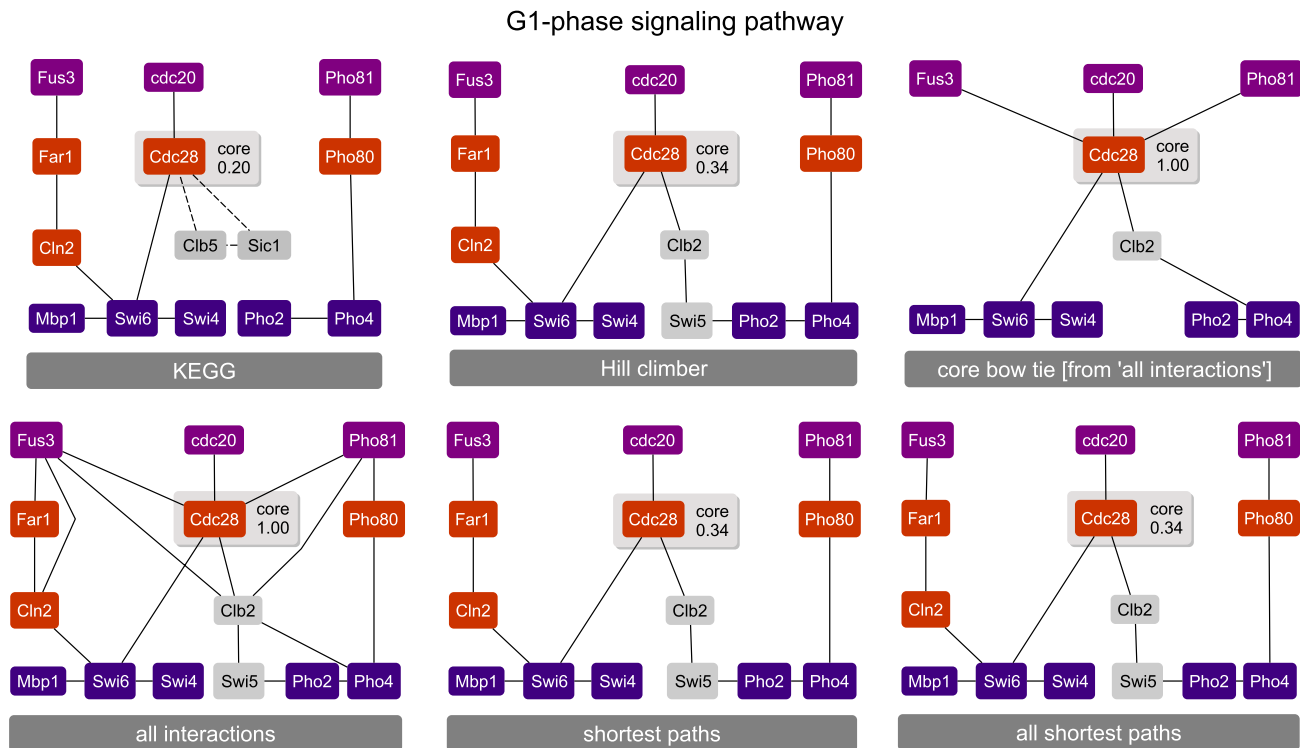 G1-phase signaling pathway
Fus3
cdc20
Pho81
Far1
Cdc28
core
0.20
Pho80
Cln2
Clb5
Sic1
Mbp1
Swi6
Swi4
Pho2
Pho4
KEGG
Fus3
cdc20
Pho81
Far1
Cdc28
core
0.34
Pho80
Cln2
Clb2
Mbp1
Swi6
Swi4
Swi5
Pho2
Pho4
Hill climber
Fus3
cdc20
Pho81
Cdc28
core
1.00
Clb2
Mbp1
Swi6
Swi4
Pho2
Pho4
core bow tie [from 'all interactions']
Fus3
cdc20
Pho81
Far1
Cdc28
core
1.00
Pho80
Cln2
Clb2
Mbp1
Swi6
Swi4
Swi5
Pho2
Pho4
all interactions
Fus3
cdc20
Pho81
Far1
Cdc28
core
0.34
Pho80
Cln2
Clb2
Mbp1
Swi6
Swi4
Swi5
Pho2
Pho4
shortest paths
Fus3
cdc20
Pho81
Far1
Cdc28
core
0.34
Pho80
Cln2
Clb2
Mbp1
Swi6
Swi4
Swi5
Pho2
Pho4
all shortest paths